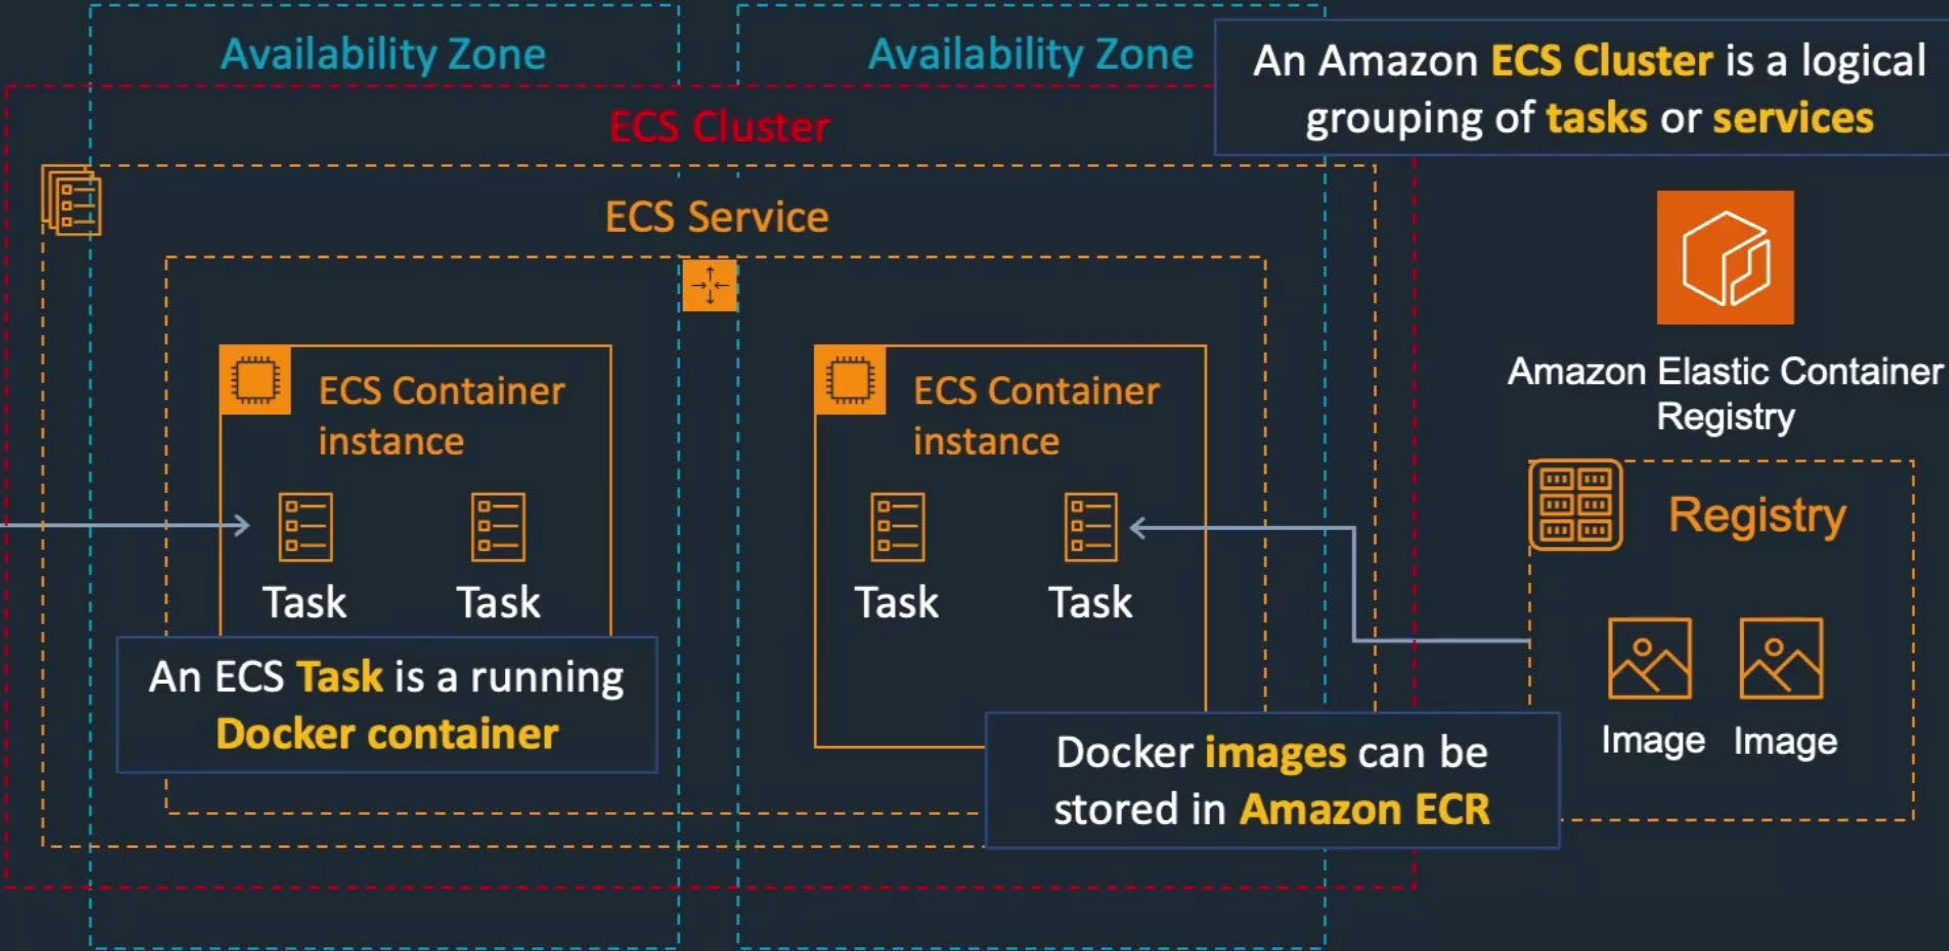 Availability Zone
Availability Zone
An Amazon ECS Cluster is a logical
grouping of tasks or services
ECS Cluster
ECS Service
ECS Container
instance
ECS Container
instance
Amazon Elastic Container
Registry
Registry
Task
Task
Task
Task
An ECS Task is a running
Docker container
Docker images can be
stored in Amazon ECR
Image
Image